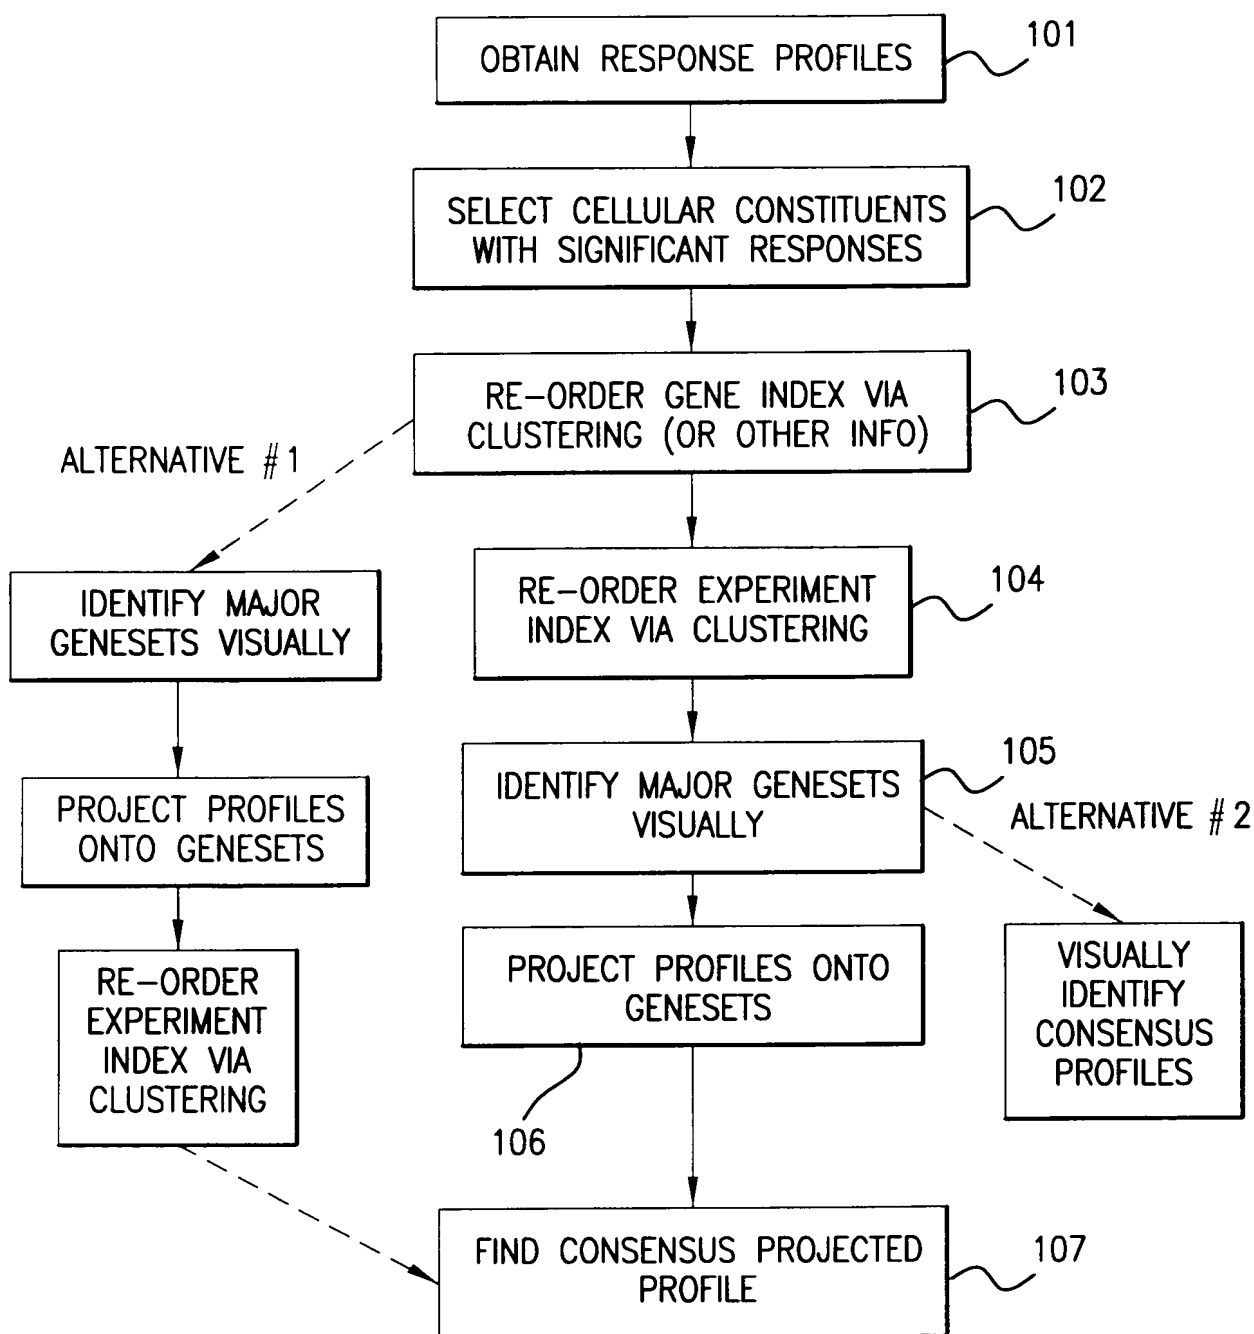 OBTAIN RESPONSE PROFILES
101
SELECT CELLULAR CONSTITUENTS
WITH SIGNIFICANT RESPONSES
102
RE-ORDER GENE INDEX VIA
CLUSTERING (OR OTHER INFO)
103
ALTERNATIVE #1
IDENTIFY MAJOR
GENESETS VISUALLY
PROJECT PROFILES
ONTO GENESETS
RE-ORDER
EXPERIMENT
INDEX VIA
CLUSTERING
RE-ORDER EXPERIMENT
INDEX VIA CLUSTERING
104
IDENTIFY MAJOR GENESETS
VISUALLY
105
ALTERNATIVE #2
VISUALLY
IDENTIFY
CONSENSUS
PROFILES
PROJECT PROFILES ONTO
GENESETS
106
FIND CONSENSUS PROJECTED
PROFILE
107